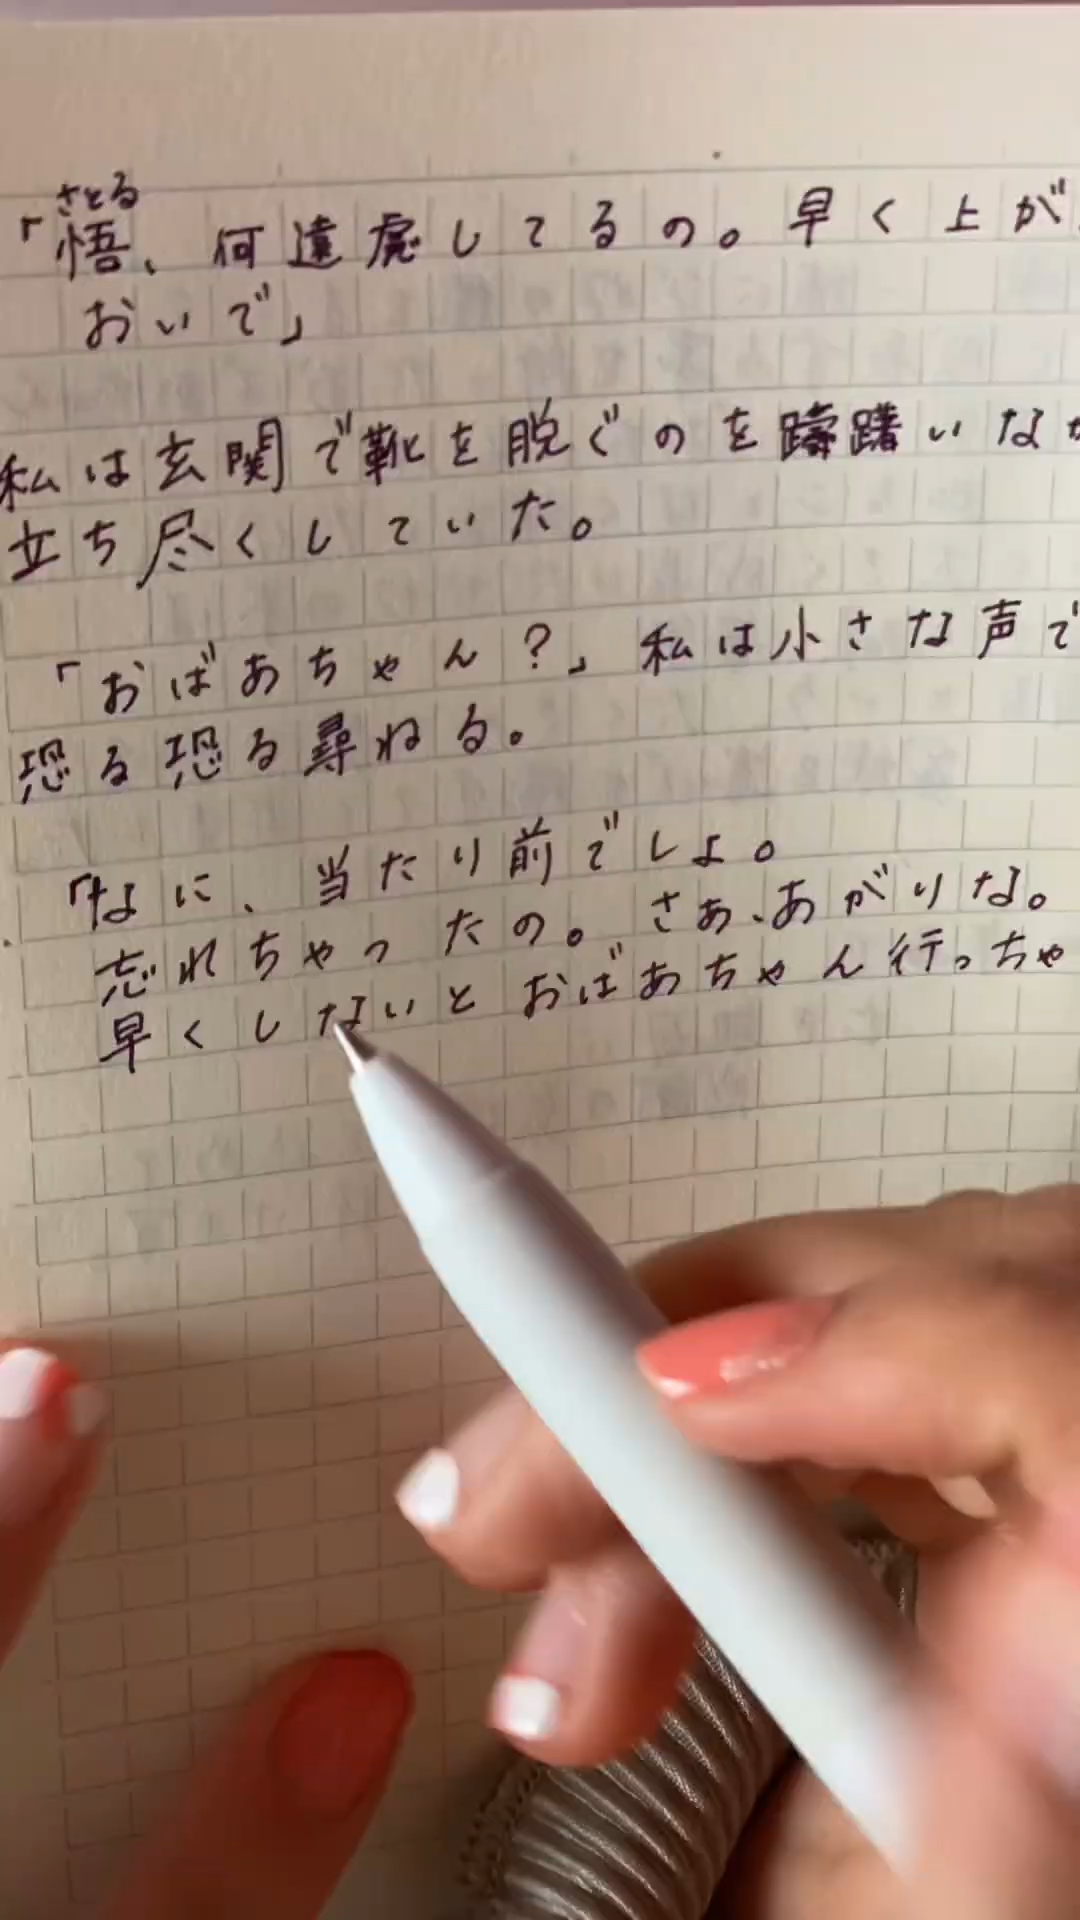 さとる
「悟、何遠慮してるの。早く上が
おいで」
私は玄関で靴を脱ぐのを躊躇いなが
立ち尽くしていた。
「おばあちゃん?」私は小さな声で
恐る恐る尋ねる。
「なに、当たり前でしょ。
忘れちゃったの。さぁ、あがりな。
早くしないとおばあちゃん行っちゃ